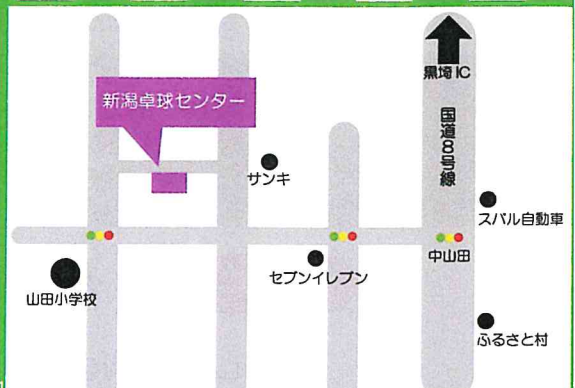 黒埼 IC
新潟卓球センター
国道8号線
サンキ
スバル自動車
中山田
セブンイレブン
山田小学校
ふるさと村